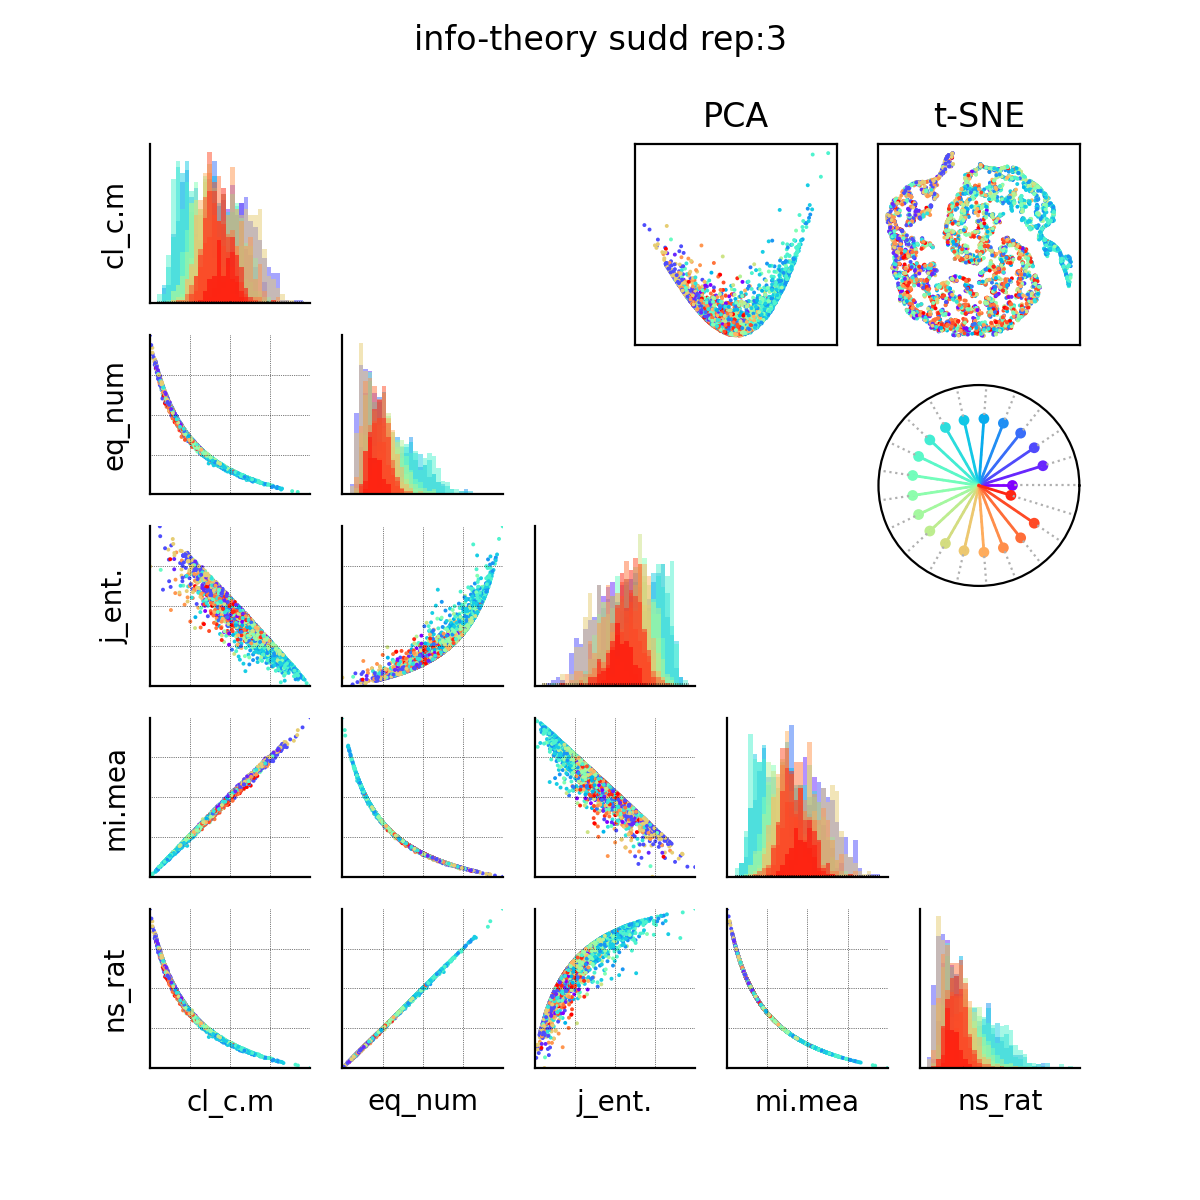 info-theory sudd rep:3
PCA
t-SNE
cl_c.m
eq_num
j_ent.
mi.mea
ns_rat
cl_c.m
eq_num
j_ent.
mi.mea
ns_rat